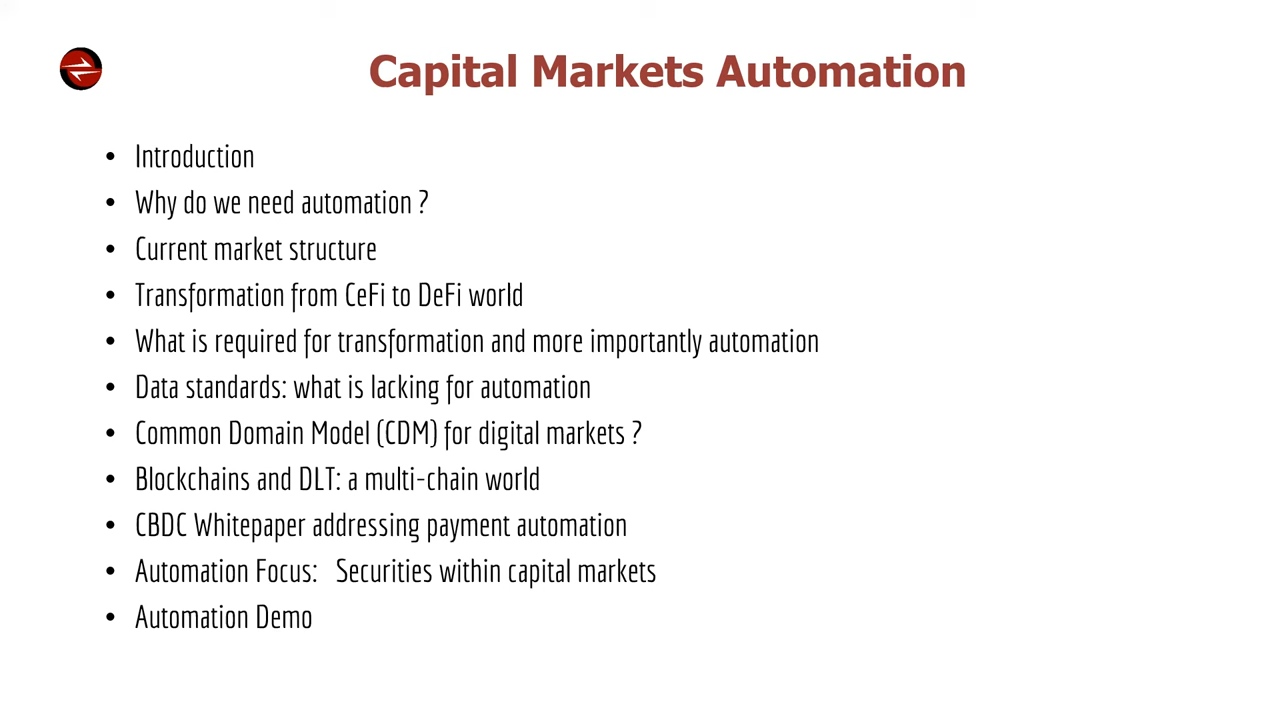 Capital Markets Automation
• Introduction
• Why do we need automation ?
• Current market structure
• Transformation from CeFi to DeFi world
• What is required for transformation and more importantly automation
• Data standards: what is lacking for automation
• Common Domain Model (CDM) for digital markets ?
• Blockchains and DLT: a multi-chain world
• CBDC Whitepaper addressing payment automation
• Automation Focus:   Securities within capital markets
• Automation Demo